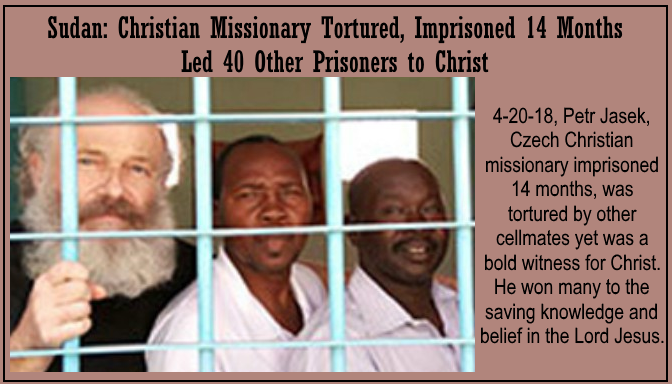 Sudan: Christian Missionary Tortured, Imprisoned 14 Months
Led 40 Other Prisoners to Christ
4-20-18, Petr Jasek,
Czech Christian
missionary imprisoned
14 months, was
tortured by other
cellmates yet was a
bold witness for Christ.
He won many to the
saving knowledge and
belief in the Lord Jesus.